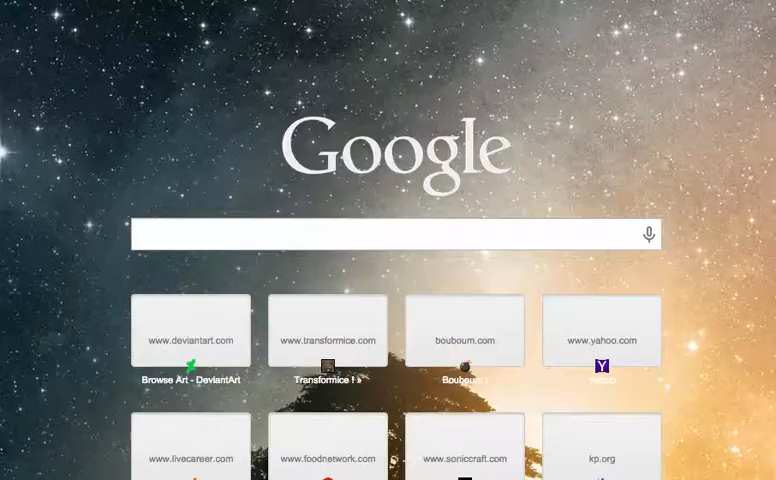 Google
www.deviantart.com
www.transformice.com
bouboum.com
www.yahoo.com
Browse Art - DeviantArt
Transformice ! »
Bouboum !
Yahoo
www.livecareer.com
www.foodnetwork.com
www.soniccraft.com
kp.org